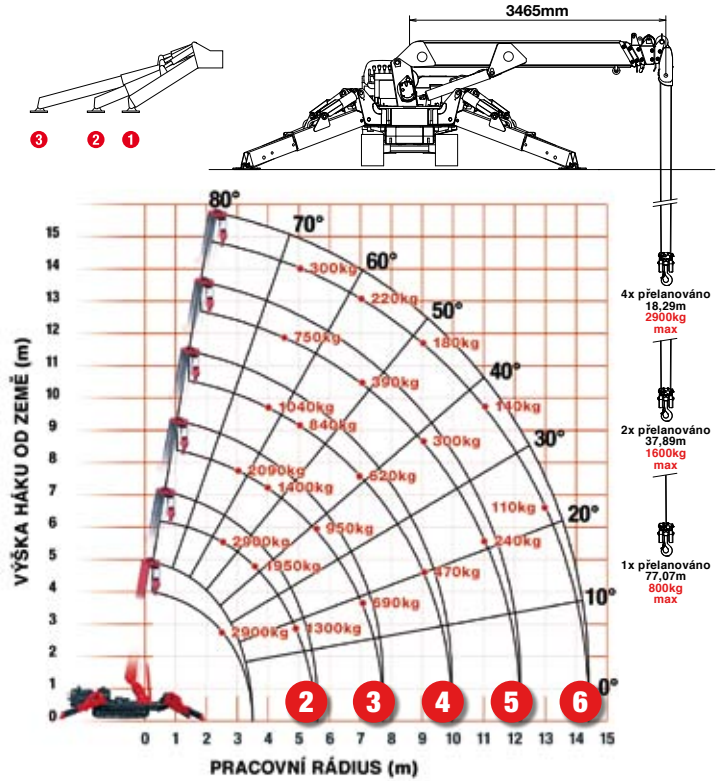 3465mm
3
2
1
80°
70°
60°
50°
40°
30°
20°
10°
0°
300kg
220kg
180kg
140kg
110kg
750kg
390kg
300kg
240kg
1040kg
840kg
620kg
470kg
2090kg
1400kg
950kg
690kg
2900kg
1950kg
1300kg
2900kg
2
3
4
5
6
4x přelanováno
18,29m
2900kg
max
2x přelanováno
37,89m
1600kg
max
1x přelanováno
77,07m
800kg
max
VÝŠKA HÁKU OD ZEMĚ (m)
15
14
13
12
11
10
9
8
7
6
5
4
3
2
1
0
0 1 2 3 4 5 6 7 8 9 10 11 12 13 14 15
PRACOVNÍ RÁDIUS (m)